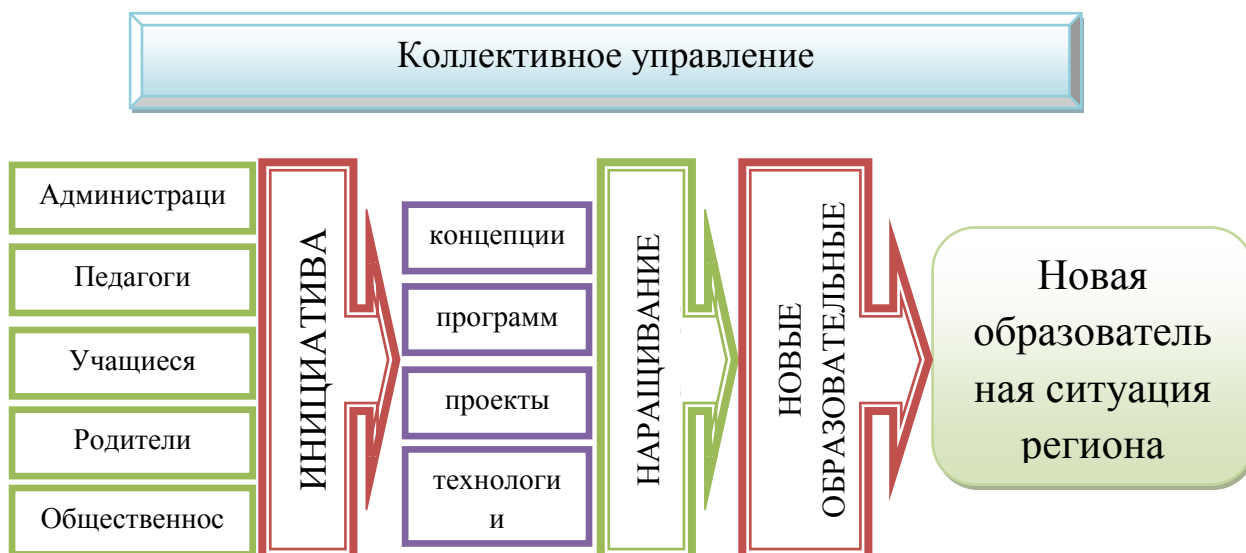 Коллективное управление
Администраци
Педагоги
Учащиеся
Родители
Общественнос
ИНИЦИАТИВА
концепции
программ
проекты
технологи
и
НАРАЩИВАНИЕ
НОВЫЕ
ОБРАЗОВАТЕЛЬНЫЕ
Новая
образователь
ная ситуация
региона